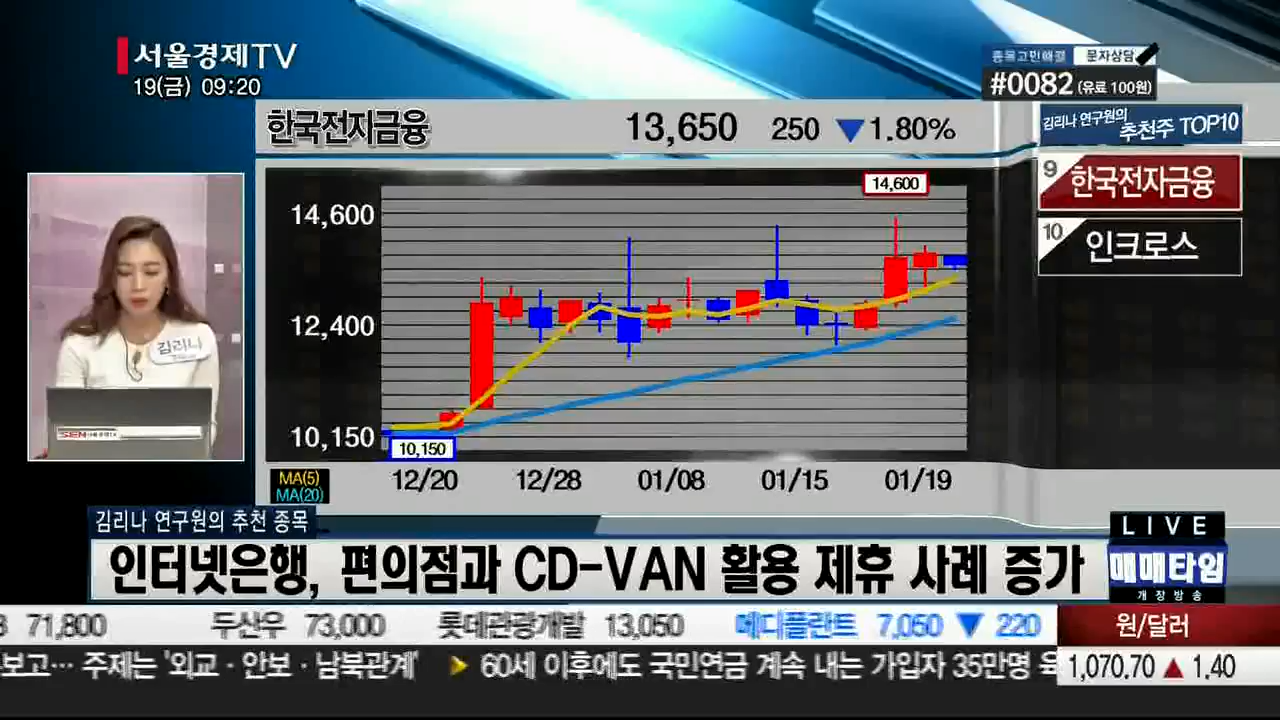 서울경제TV
19(금) 09:20
종목고민해결 문자상담
#0082 (유료 100원)
한국전자금융 13,650 250 ▼1.80%
김리나 연구원의
추천주 TOP10
9 한국전자금융
10 인크로스
14,600
14,600
12,400
10,150
10,150
김리나
SEN
MA(5)
MA(20)
12/20 12/28 01/08 01/15 01/19
김리나 연구원의 추천 종목
인터넷은행, 편의점과 CD-VAN 활용 제휴 사례 증가
LIVE
매매타임
개장방송
71,800 두산우 73,000 롯데관광개발 13,050 메디플란트 7,050 ▼ 220
원/달러
보고… 주제는 '외교·안보·남북관계' 60세 이후에도 국민연금 계속 내는 가입자 35만명
1,070.70 ▲ 1.40